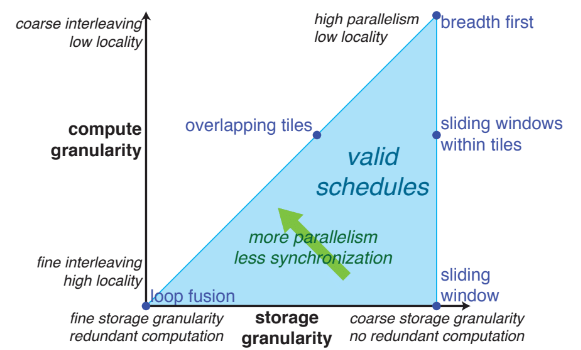 coarse interleaving
low locality
high parallelism
low locality
breadth first
compute
granularity
overlapping tiles
sliding windows
within tiles
valid
schedules
more parallelism
less synchronization
fine interleaving
high locality
loop fusion
sliding
window
fine storage granularity
redundant computation
storage
granularity
coarse storage granularity
no redundant computation